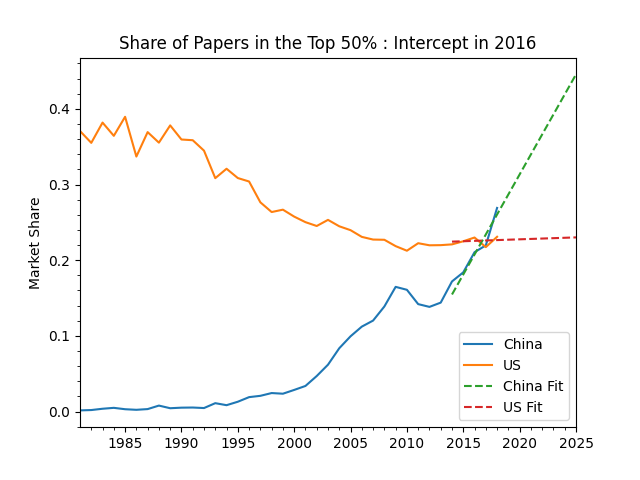 Share of Papers in the Top 50% : Intercept in 2016
Market Share
0.4
0.3
0.2
0.1
0.0
1985 1990 1995 2000 2005 2010 2015 2020 2025
China
US
China Fit
US Fit